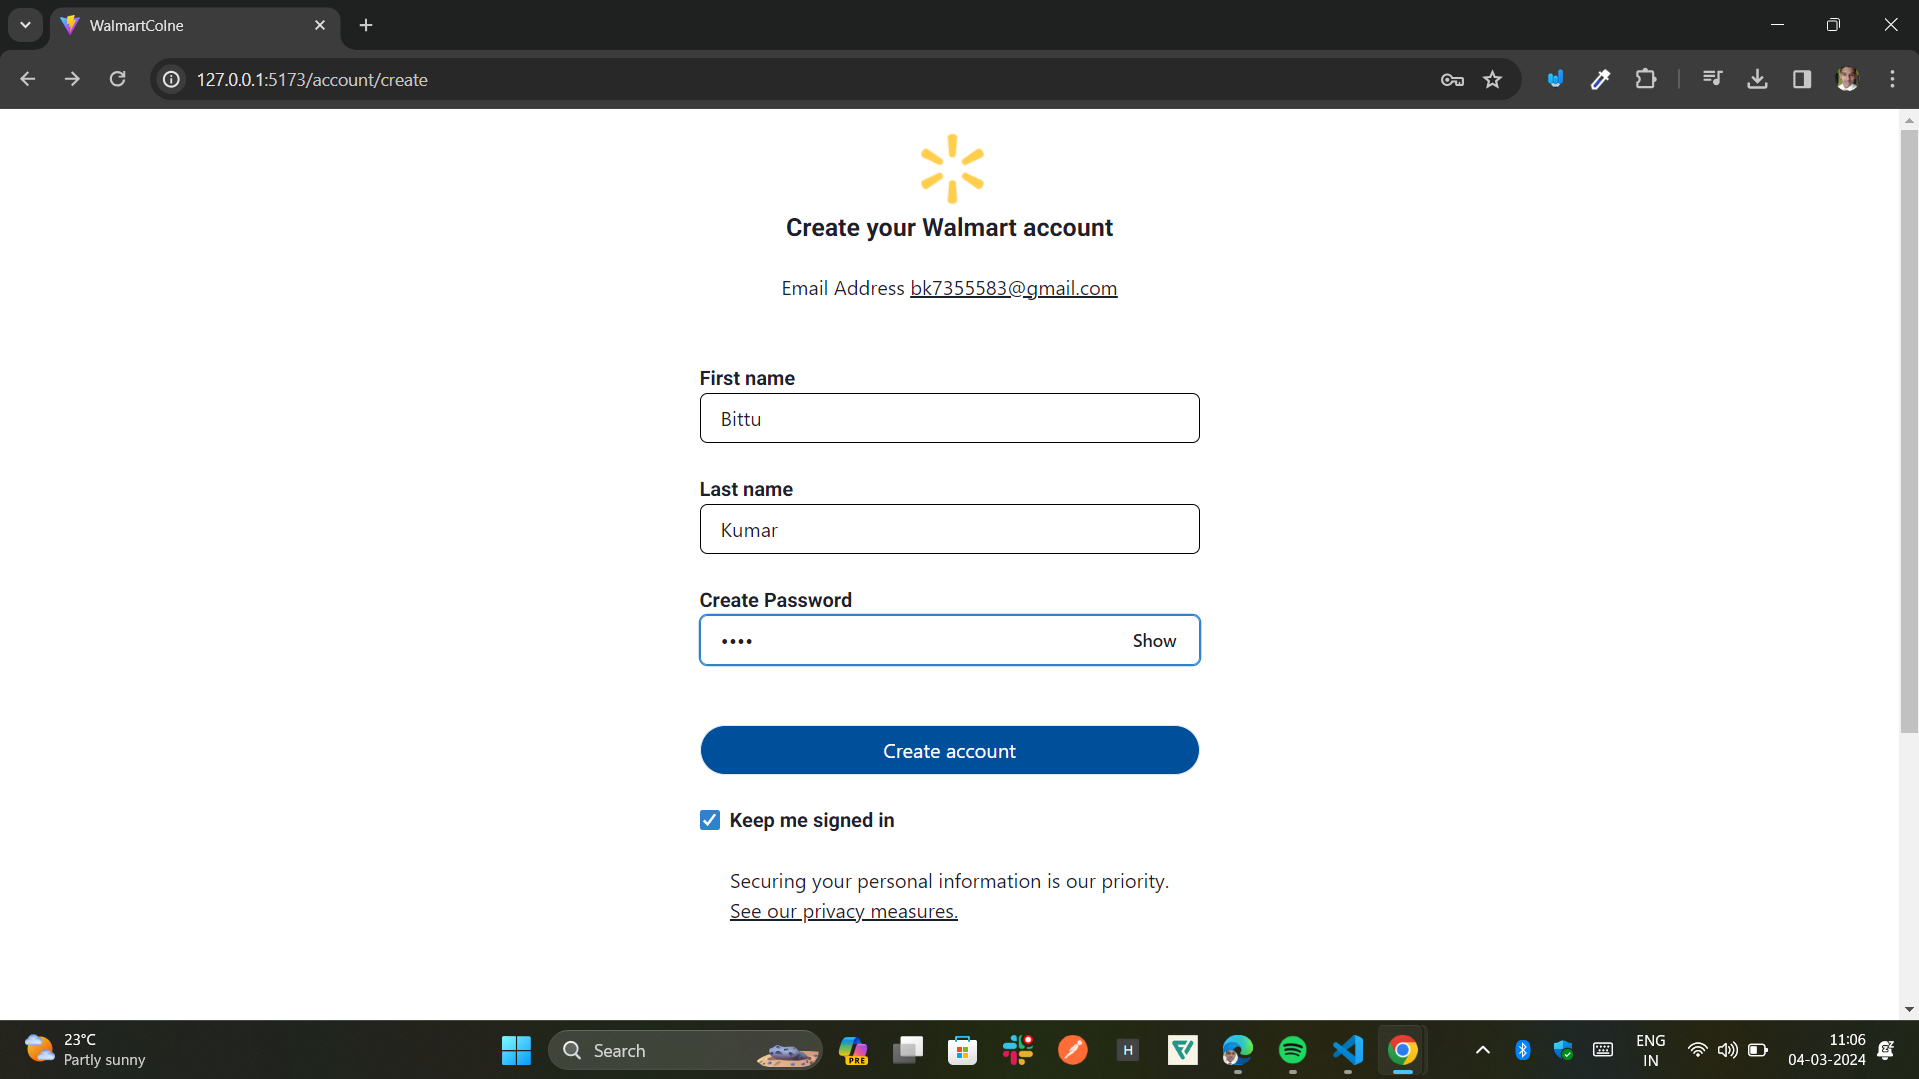 WalmartColne
127.0.0.1:5173/account/create
Create your Walmart account
Email Address bk7355583@gmail.com
First name
Bittu
Last name
Kumar
Create Password
••••
Show
Create account
Keep me signed in
Securing your personal information is our priority.
See our privacy measures.
23°C
Partly sunny
Search
PRE
H
ENG
IN
11:06
04-03-2024